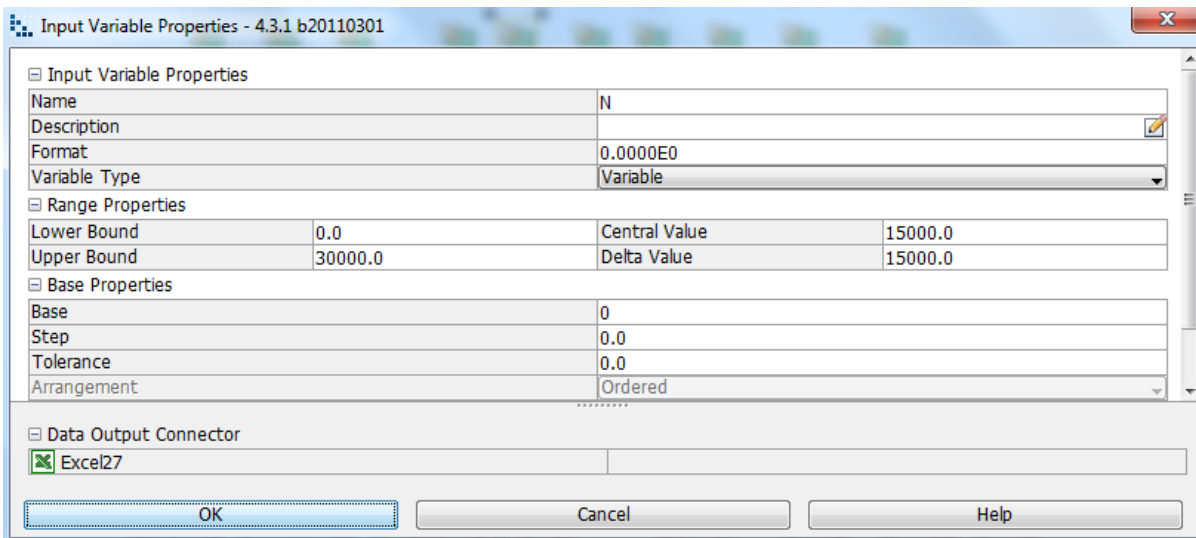 Input Variable Properties - 4.3.1 b20110301
Input Variable Properties
Name N
Description
Format 0.0000E0
Variable Type Variable
Range Properties
Lower Bound 0.0 Central Value 15000.0
Upper Bound 30000.0 Delta Value 15000.0
Base Properties
Base 0
Step 0.0
Tolerance 0.0
Arrangement Ordered
Data Output Connector
Excel27
OK Cancel Help